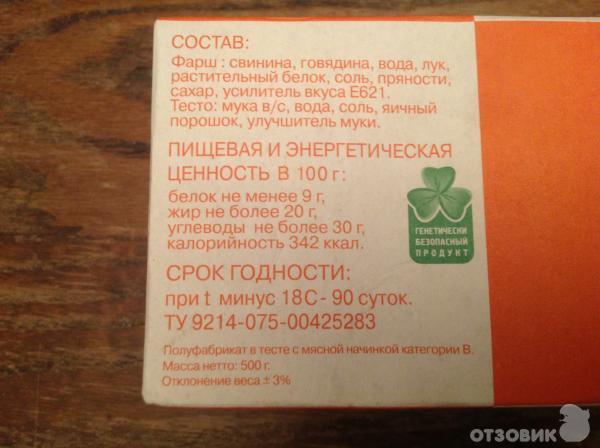 СОСТАВ:
Фарш : свинина, говядина, вода, лук,
растительный белок, соль, пряности,
сахар, усилитель вкуса Е621.
Тесто: мука в/с, вода, соль, яичный
порошок, улучшитель муки.
ПИЩЕВАЯ И ЭНЕРГЕТИЧЕСКАЯ
ЦЕННОСТЬ В 100 г:
белок не менее 9 г,
жир не более 20 г,
углеводы не более 30 г,
калорийность 342 ккал.
ГЕНЕТИЧЕСКИ
БЕЗОПАСНЫЙ
ПРОДУКТ
СРОК ГОДНОСТИ:
при t минус 18С - 90 суток.
ТУ 9214-075-00425283
Полуфабрикат в тесте с мясной начинкой категории В.
Масса нетто: 500 г.
Отклонение веса ± 3%
ОТЗОВИК